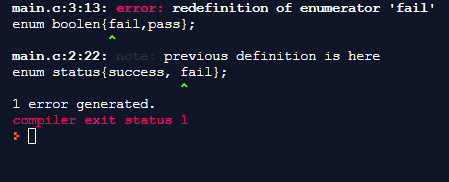 main.c:3:13: error: redefinition of enumerator 'fail'
enum boolen{fail,pass};
^
main.c:2:22: note: previous definition is here
enum status{success, fail};
^
1 error generated.
compiler exit status 1
>